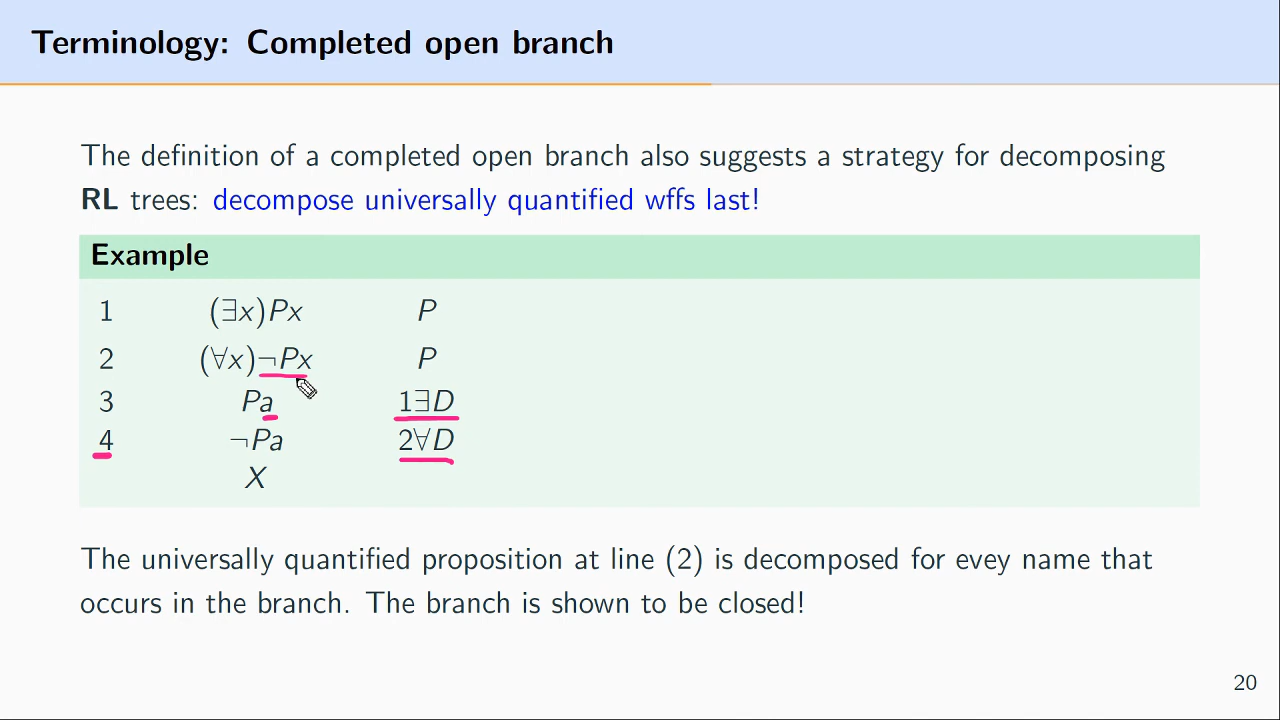 Terminology: Completed open branch
The definition of a completed open branch also suggests a strategy for decomposing
RL trees: decompose universally quantified wffs last!
Example
1 (∃x)Px P
2 (∀x)¬Px P
3 Pa 1∃D
4 ¬Pa 2∀D
X
The universally quantified proposition at line (2) is decomposed for evey name that
occurs in the branch. The branch is shown to be closed!
20